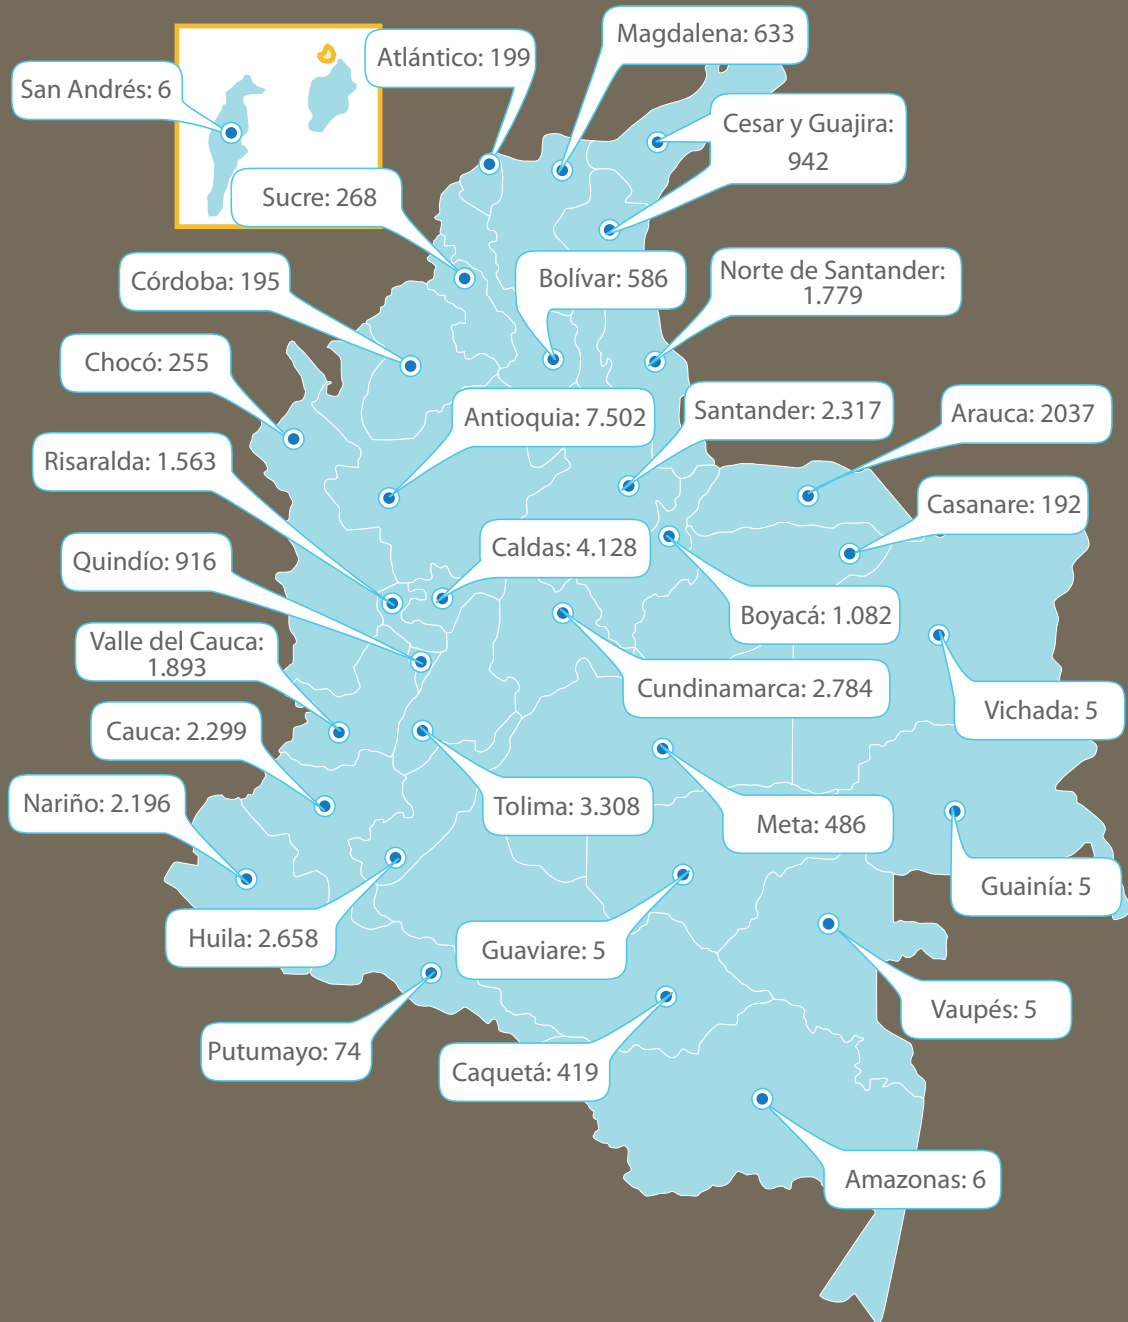 Magdalena: 633
Atlántico: 199
San Andrés: 6
Cesar y Guajira:
942
Sucre: 268
Córdoba: 195
Bolívar: 586
Norte de Santander:
1.779
Chocó: 255
Antioquia: 7.502
Santander: 2.317
Arauca: 2037
Risaralda: 1.563
Casanare: 192
Quindío: 916
Caldas: 4.128
Boyacá: 1.082
Valle del Cauca:
1.893
Cundinamarca: 2.784
Vichada: 5
Cauca: 2.299
Nariño: 2.196
Tolima: 3.308
Meta: 486
Guainía: 5
Huila: 2.658
Guaviare: 5
Vaupés: 5
Putumayo: 74
Caquetá: 419
Amazonas: 6